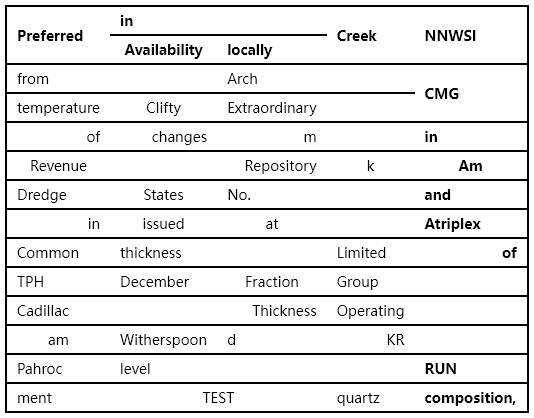 Preferred in Creek NNWSI
Availability locally
from Arch
CMG
temperature Clifty Extraordinary
of changes m in
Revenue Repository k Am
Dredge States No. and
in issued at Atriplex
Common thickness Limited of
TPH December Fraction Group
Cadillac Thickness Operating
am Witherspoon d KR
Pahroc level RUN
ment TEST quartz composition,